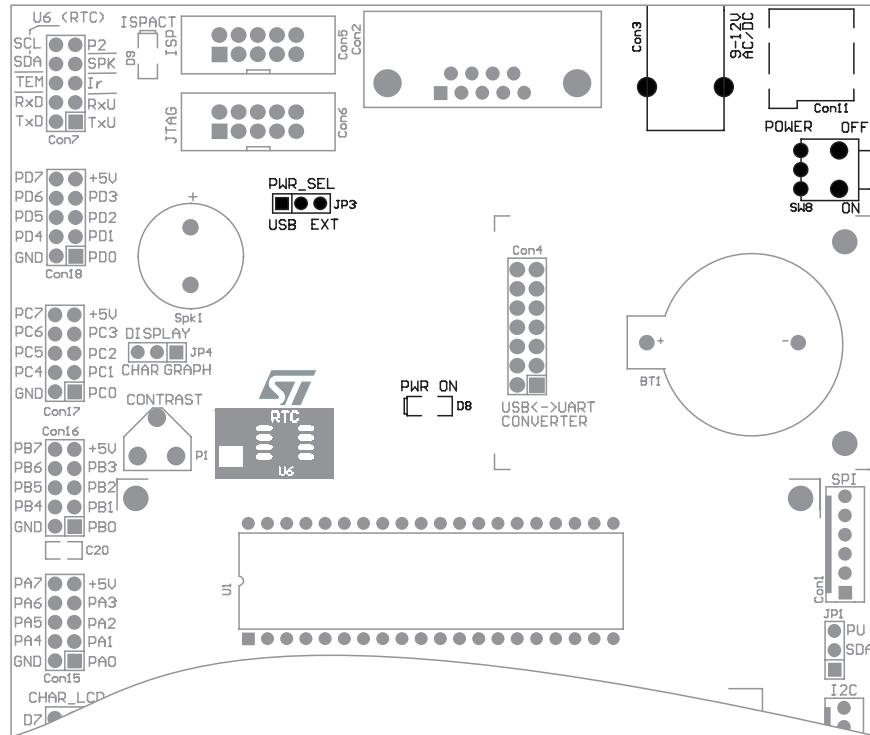 U6 (RTC)
SCL P2
SDA SPK
TEM Ir
RxD RxU
TxD TxU
Con7
ISPACT
D9
ISP
Con5
Con2
JTAG
Con6
Con3
9-12V
AC/DC
Con11
POWER OFF
SW8 ON
PD7 +5V
PD6 PD3
PD5 PD2
PD4 PD1
GND PD0
Con18
+
Spk1
PWR_SEL
JP3
USB EXT
Con4
USB<->UART
CONVERTER
+ -
BT1
PC7 +5V
PC6 PC3
PC5 PC2
PC4 PC1
GND PC0
Con17
DISPLAY
JP4
CHAR GRAPH
ST
RTC
U6
PWR ON
D8
CONTRAST
P1
Con16
PB7 +5V
PB6 PB3
PB5 PB2
PB4 PB1
GND PB0
C20
U1
SPI
Con1
PA7 +5V
PA6 PA3
PA5 PA2
PA4 PA1
GND PA0
Con15
JP1
PU
SDA
I2C
CHAR_LCD
D7